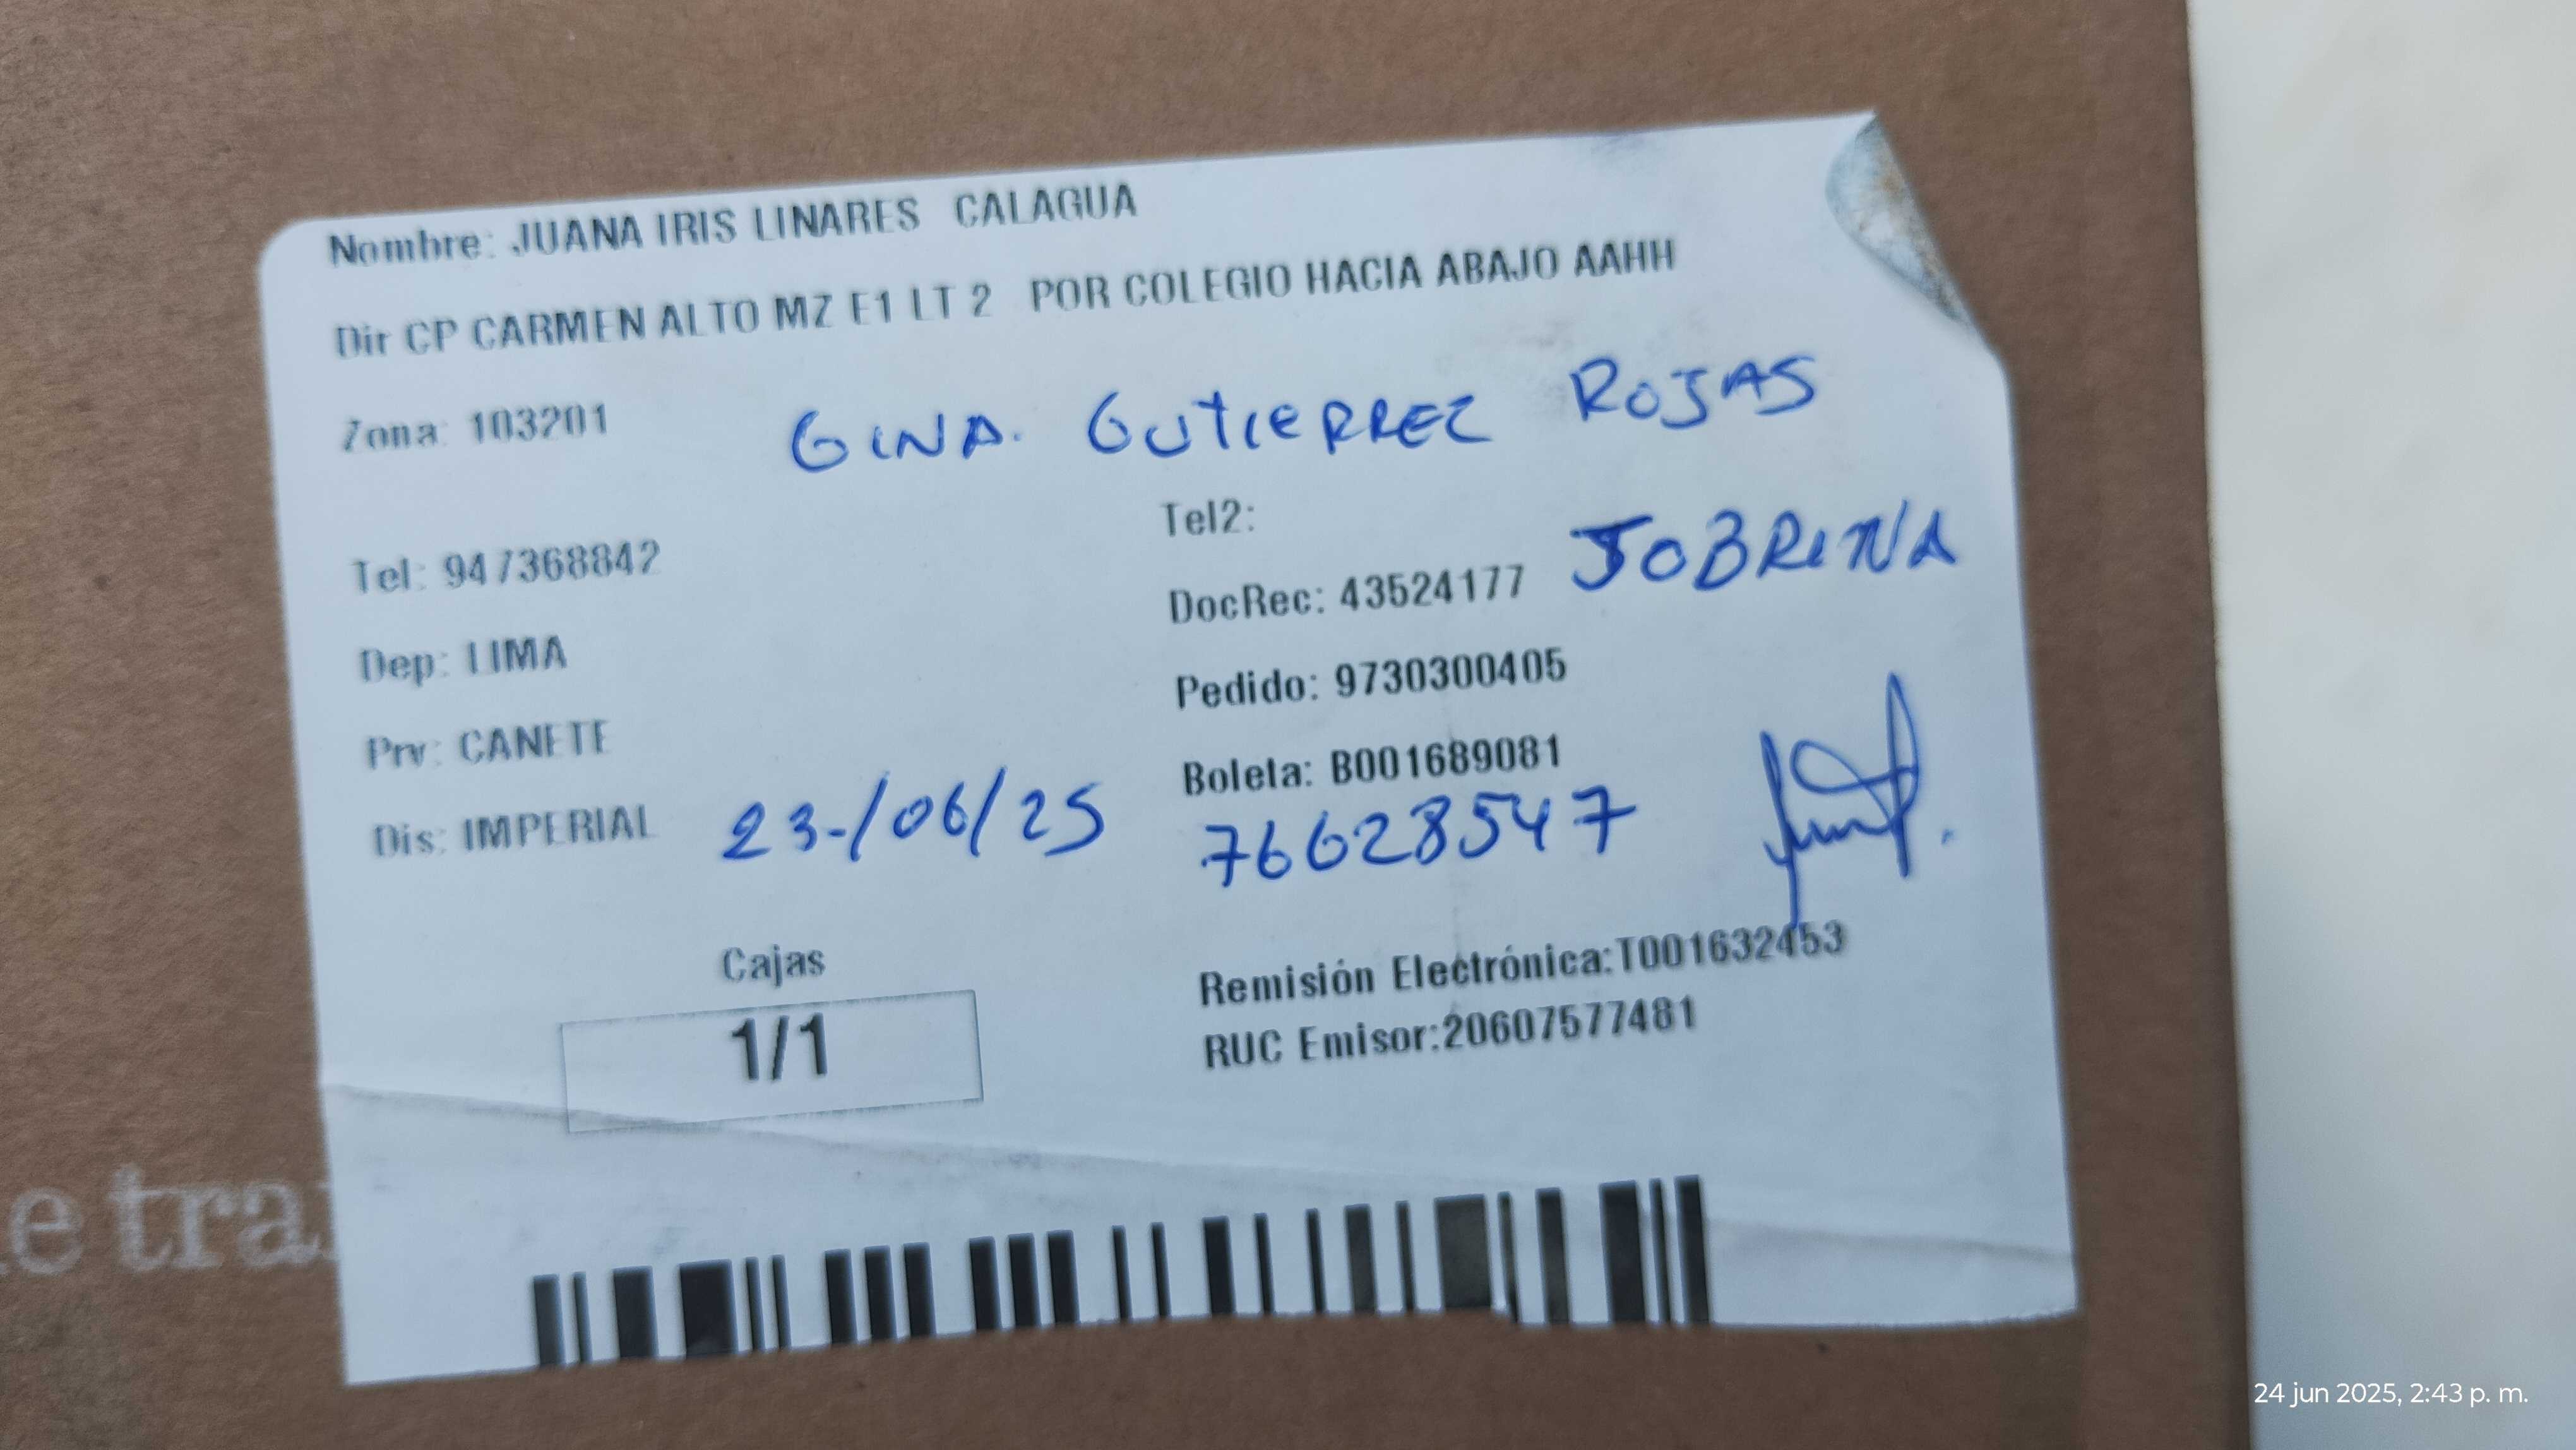 Nombre: JUANA IRIS LINARES CALAGUA
Dir CP CARMEN ALTO MZ E1 LT 2 POR COLEGIO HACIA ABAJO AAHH
Zona: 103201
GINA. GUTIERREZ ROJAS
Tel: 947368842
Tel2:
SOBRINA
DocRec: 43524177
Dep: LIMA
Pedido: 9730300405
Prv: CANETE
Boleta: B001689081
Dis: IMPERIAL
23-/06/25
76628547
Cajas
1/1
Remisión Electrónica:T001632453
RUC Emisor:20607577481
e tra
24 jun 2025, 2:43 p. m.